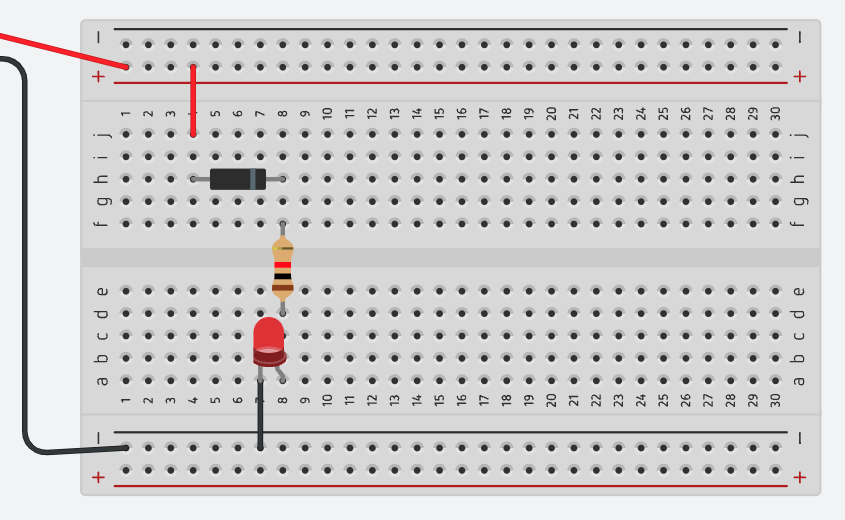 − −
+ +
1 2 3 4 5 6 7 8 9 10 11 12 13 14 15 16 17 18 19 20 21 22 23 24 25 26 27 28 29 30
j j
i i
h h
g g
f f
e e
d d
c c
b b
a a
1 2 3 4 5 6 7 8 9 10 11 12 13 14 15 16 17 18 19 20 21 22 23 24 25 26 27 28 29 30
− −
+ +